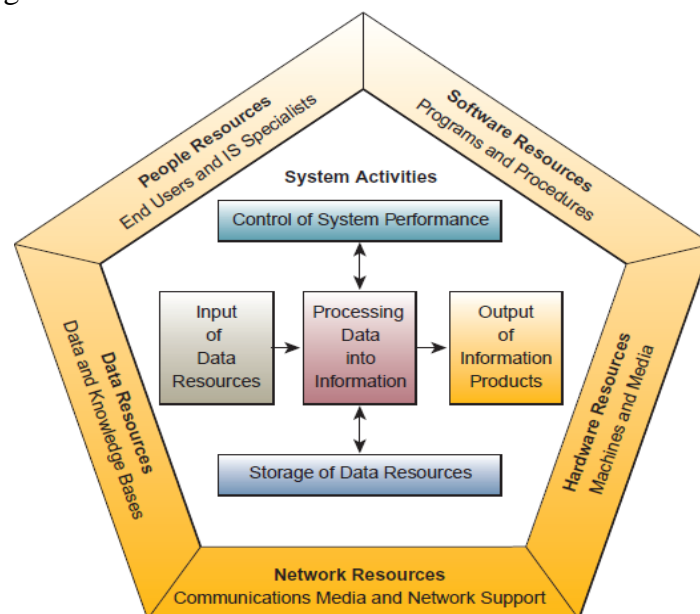 People Resources
End Users and IS Specialists
Software Resources
Programs and Procedures
System Activities
Control of System Performance
Input
of
Data
Resources
Processing
Data
into
Information
Output
of
Information
Products
Storage of Data Resources
Data Resources
Data and Knowledge Bases
Hardware Resources
Machines and Media
Network Resources
Communications Media and Network Support